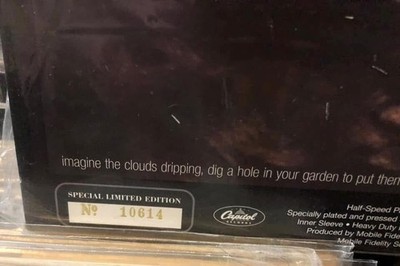 imagine the clouds dripping, dig a hole in your garden to put them
SPECIAL LIMITED EDITION
Nº 10614
Capitol
RECORDS
Half-Speed
Specially plated and pressed
Inner Sleeve • Heavy Duty
Produced by Mobile
Mobile Fidelity